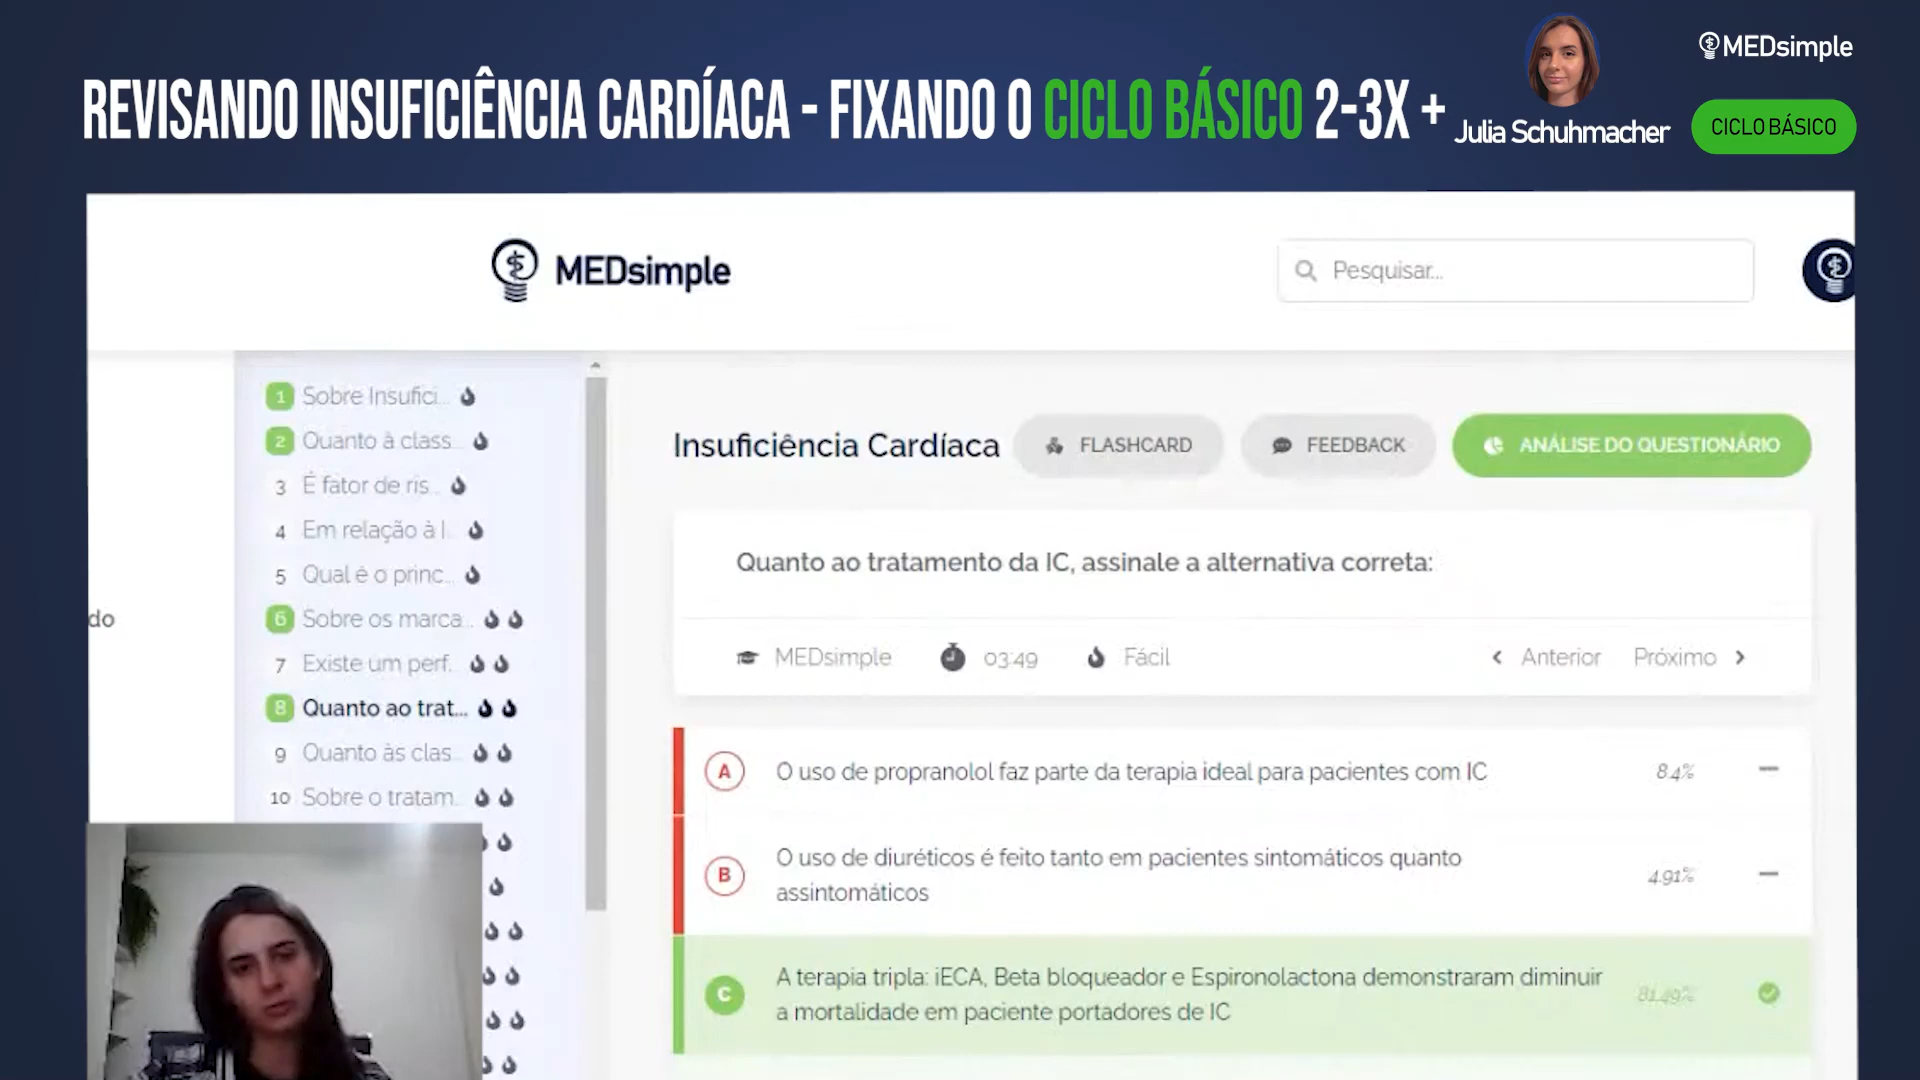 REVISANDO INSUFICIÊNCIA CARDÍACA - FIXANDO O CICLO BÁSICO 2-3X +
Julia Schuhmacher
MEDsimple
CICLO BÁSICO
MEDsimple
Pesquisar...
do
1 Sobre Insufici...
2 Quanto à class...
3 É fator de ris...
4 Em relação à I...
5 Qual é o princ...
6 Sobre os marca...
7 Existe um perf...
8 Quanto ao trat...
9 Quanto às clas...
10 Sobre o tratam...
Insuficiência Cardíaca
FLASHCARD
FEEDBACK
ANÁLISE DO QUESTIONÁRIO
Quanto ao tratamento da IC, assinale a alternativa correta:
MEDsimple 03:49 Fácil
Anterior Próximo
A O uso de propranolol faz parte da terapia ideal para pacientes com IC 8.4%
B O uso de diuréticos é feito tanto em pacientes sintomáticos quanto
assintomáticos 4.91%
C A terapia tripla: iECA, Beta bloqueador e Espironolactona demonstraram diminuir
a mortalidade em paciente portadores de IC 81.49%